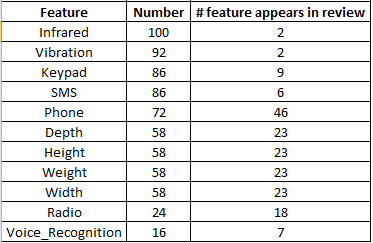 Feature Number # feature appears in review
Infrared 100 2
Vibration 92 2
Keypad 86 9
SMS 86 6
Phone 72 46
Depth 58 23
Height 58 23
Weight 58 23
Width 58 23
Radio 24 18
Voice_Recognition 16 7